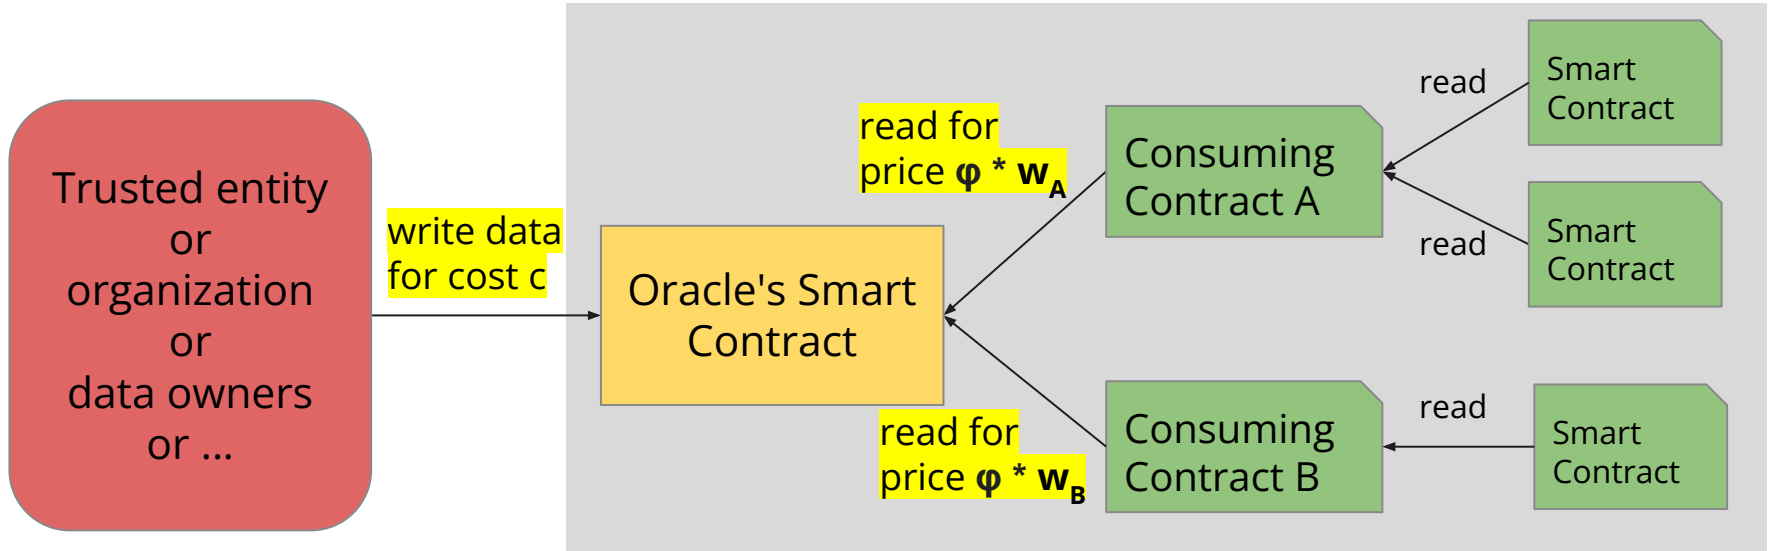 Trusted entity
or
organization
or
data owners
or ...
write data
for cost c
Oracle's Smart
Contract
read for
price φ * wA
read for
price φ * wB
Consuming
Contract A
Consuming
Contract B
read
read
read
Smart
Contract
Smart
Contract
Smart
Contract